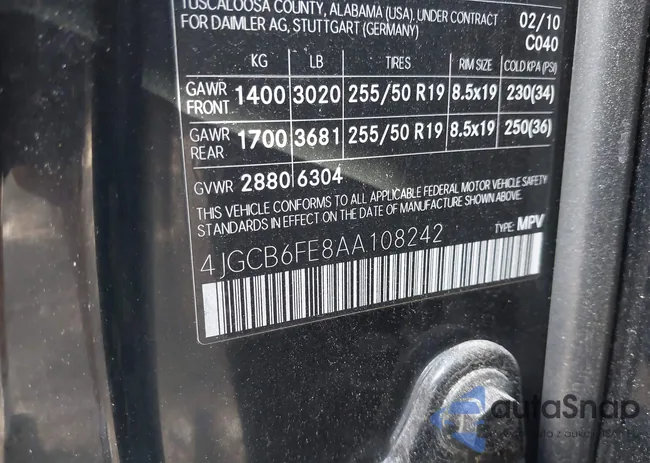 TUSCALOOSA COUNTY, ALABAMA (USA). UNDER CONTRACT
FOR DAIMLER AG, STUTTGART (GERMANY)
02/10
C040
KG LB TIRES RIM SIZE COLD KPA (PSI)
GAWR FRONT 1400 3020 255/50 R19 8.5x19 230(34)
GAWR REAR 1700 3681 255/50 R19 8.5x19 250(36)
GVWR 2880 6304
THIS VEHICLE CONFORMS TO ALL APPLICABLE FEDERAL MOTOR VEHICLE SAFETY
STANDARDS IN EFFECT ON DATE OF MANUFACTURE SHOWN ABOVE.
TYPE: MPV
4JGCB6FE8AA108242
autaSnap
auta z aukcji